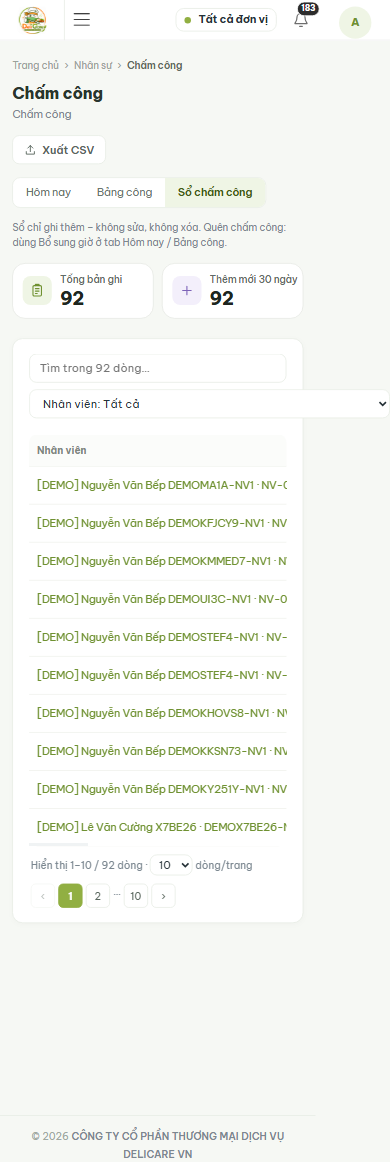 Tất cả đơn vị
183
A
Trang chủ › Nhân sự › Chấm công
Chấm công
Chấm công
Xuất CSV
Hôm nay
Bảng công
Sổ chấm công
Sổ chỉ ghi thêm – không sửa, không xóa. Quên chấm công:
dùng Bổ sung giờ ở tab Hôm nay / Bảng công.
Tổng bản ghi
92
Thêm mới 30 ngày
92
Tìm trong 92 dòng...
Nhân viên: Tất cả
Nhân viên
[DEMO] Nguyễn Văn Bếp DEMOMA1A-NV1 · NV-
[DEMO] Nguyễn Văn Bếp DEMOKFJCY9-NV1 · NV
[DEMO] Nguyễn Văn Bếp DEMOKMMED7-NV1 ·
[DEMO] Nguyễn Văn Bếp DEMOUI3C-NV1 · NV-0
[DEMO] Nguyễn Văn Bếp DEMOSTEF4-NV1 · NV-
[DEMO] Nguyễn Văn Bếp DEMOSTEF4-NV1 · NV-
[DEMO] Nguyễn Văn Bếp DEMOKHOVS8-NV1 ·
[DEMO] Nguyễn Văn Bếp DEMOKKSN73-NV1 ·
[DEMO] Nguyễn Văn Bếp DEMOKY251Y-NV1 · NV
[DEMO] Lê Văn Cường X7BE26 · DEMOX7BE26-
Hiển thị 1–10 / 92 dòng · 10 dòng/trang
‹ 1 2 ... 10 ›
© 2026 CÔNG TY CỔ PHẦN THƯƠNG MẠI DỊCH VỤ
DELICARE VN